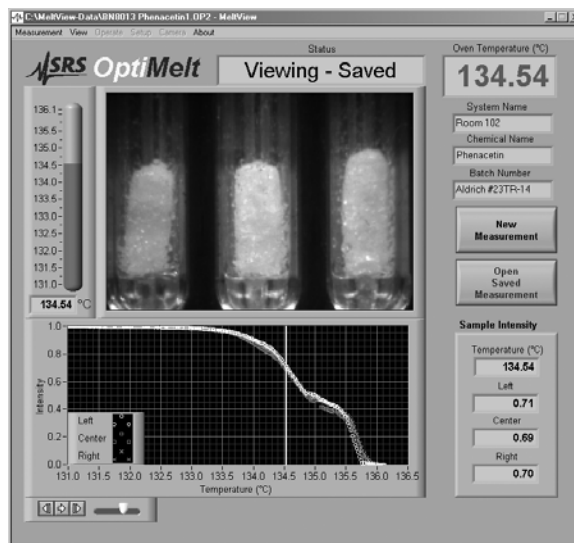 C:\MeltView-Data\BN8013 Phenacetin1.OP2 - MeltView
Measurement View Operate Setup Camera About
SRS OptiMelt
Status
Viewing - Saved
Oven Temperature (°C)
134.54
System Name
Room 102
Chemical Name
Phenacetin
Batch Number
Aldrich #23TR-14
New
Measurement
Open
Saved
Measurement
136.1
135.5
135.0
134.5
134.0
133.5
133.0
132.5
132.0
131.5
131.0
134.54 °C
Intensity
1.0
0.8
0.6
0.4
0.2
0.0
Left
Center
Right
131.0 131.5 132.0 132.5 133.0 133.5 134.0 134.5 135.0 135.5 136.0 136.5
Temperature (°C)
Sample Intensity
Temperature (°C)
134.54
Left
0.71
Center
0.69
Right
0.70